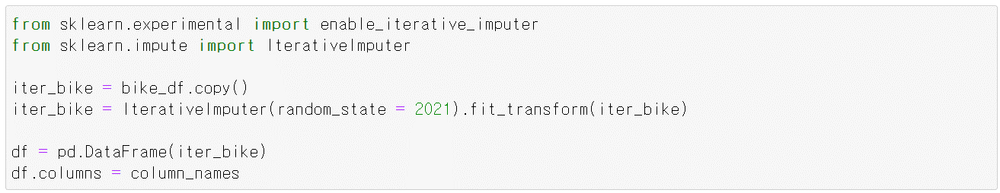 from sklearn.experimental import enable_iterative_imputer
from sklearn.impute import IterativeImputer
iter_bike = bike_df.copy()
iter_bike = IterativeImputer(random_state = 2021).fit_transform(iter_bike)
df = pd.DataFrame(iter_bike)
df.columns = column_names